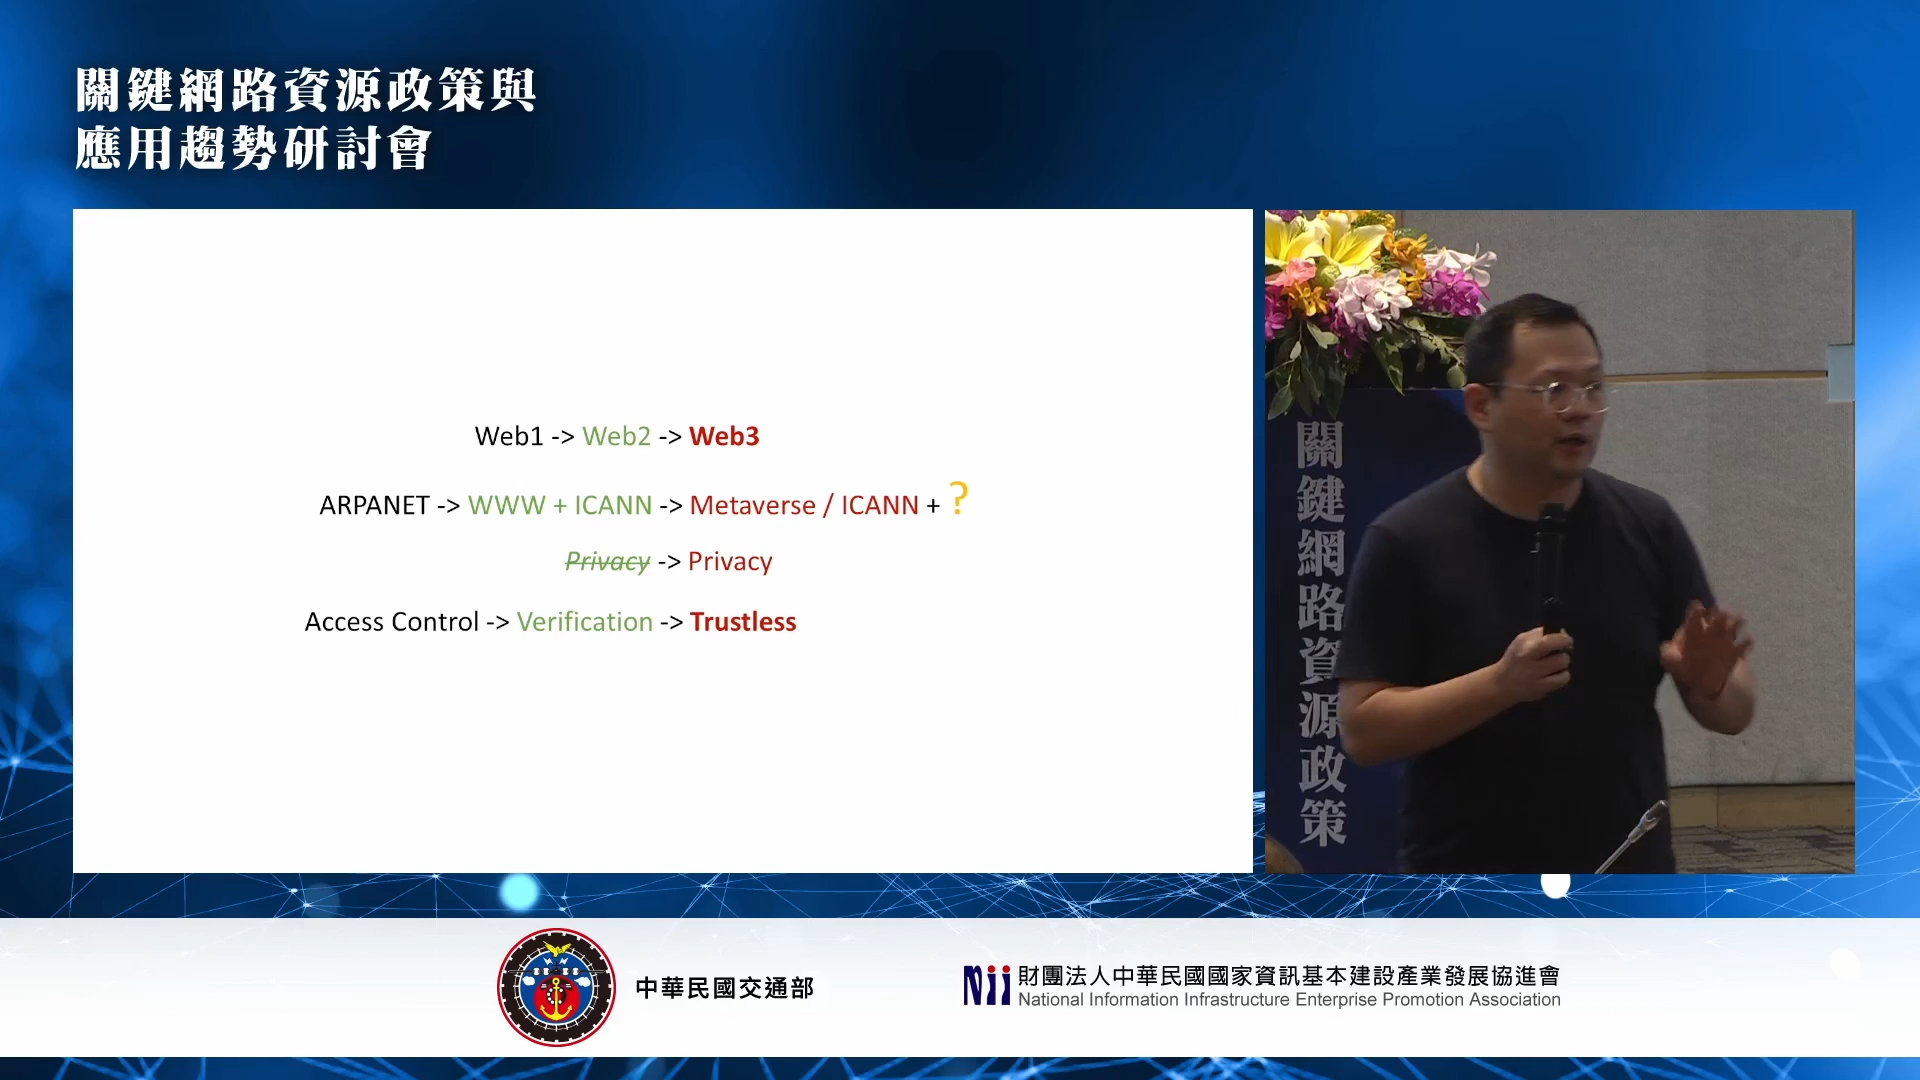 關鍵網路資源政策與
應用趨勢研討會
Web1 -> Web2 -> Web3
ARPANET -> WWW + ICANN -> Metaverse / ICANN + ?
Privacy -> Privacy
Access Control -> Verification -> Trustless
關鍵網路資源政策
中華民國交通部
nii 財團法人中華民國國家資訊基本建設產業發展協進會
National Information Infrastructure Enterprise Promotion Association